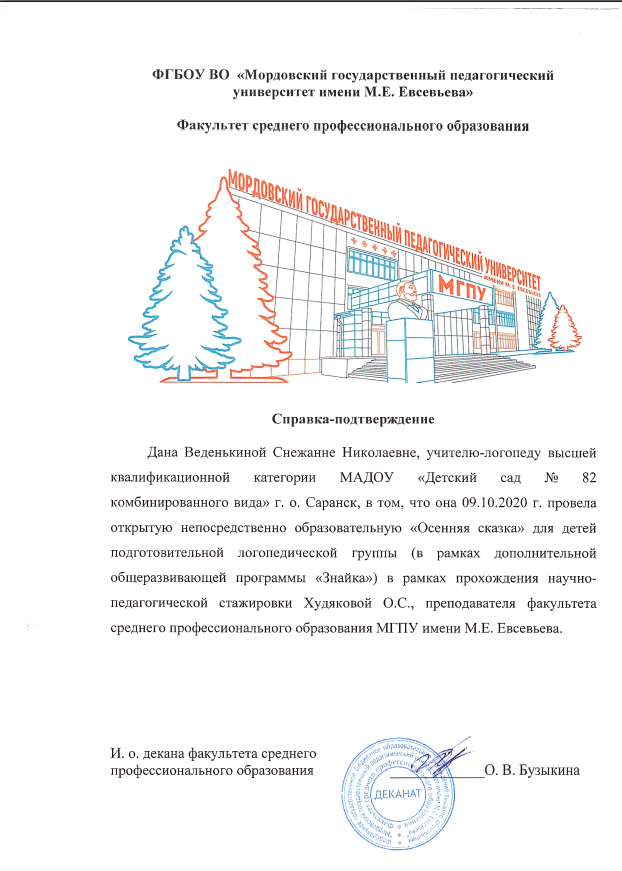 ФГБОУ ВО «Мордовский государственный педагогический
университет имени М.Е. Евсевьева»
Факультет среднего профессионального образования
МОРДОВСКИЙ ГОСУДАРСТВЕННЫЙ ПЕДАГОГИЧЕСКИЙ УНИВЕРСИТЕТ
ИМЕНИ М. Е. ЕВСЕВЬЕВА
МГПУ
Справка-подтверждение
Дана Веденькиной Снежанне Николаевне, учителю-логопеду высшей
квалификационной категории МАДОУ «Детский сад № 82
комбинированного вида» г. о. Саранск, в том, что она 09.10.2020 г. провела
открытую непосредственно образовательную «Осенняя сказка» для детей
подготовительной логопедической группы (в рамках дополнительной
общеразвивающей программы «Знайка») в рамках прохождения научно-
педагогической стажировки Худяковой О.С., преподавателя факультета
среднего профессионального образования МГПУ имени М.Е. Евсевьева.
И. о. декана факультета среднего
профессионального образования ____________О. В. Бузыкина
ДЕКАНАТ